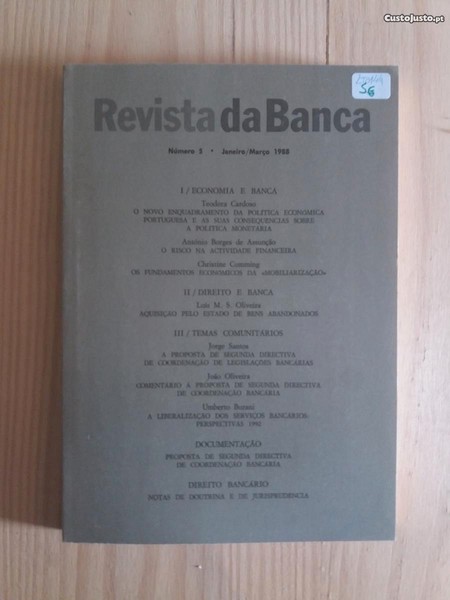 CustoJusto.pt
5€
Revista da Banca
Número 5 • Janeiro/Março 1988
I / ECONOMIA E BANCA
Teodora Cardoso
O NOVO ENQUADRAMENTO DA POLÍTICA ECONÓMICA
PORTUGUESA E AS SUAS CONSEQUÊNCIAS SOBRE
A POLÍTICA MONETÁRIA
António Borges de Assunção
O RISCO NA ACTIVIDADE FINANCEIRA
Christine Cumming
OS FUNDAMENTOS ECONÓMICOS DA «MOBILIARIZAÇÃO»
II / DIREITO E BANCA
Luís M. S. Oliveira
AQUISIÇÃO PELO ESTADO DE BENS ABANDONADOS
III / TEMAS COMUNITÁRIOS
Jorge Santos
A PROPOSTA DE SEGUNDA DIRECTIVA
DE COORDENAÇÃO DE LEGISLAÇÕES BANCÁRIAS
João Oliveira
COMENTÁRIO À PROPOSTA DE SEGUNDA DIRECTIVA
DE COORDENAÇÃO BANCÁRIA
Umberto Burani
A LIBERALIZAÇÃO DOS SERVIÇOS BANCÁRIOS:
PERSPECTIVAS 1992
DOCUMENTAÇÃO
PROPOSTA DE SEGUNDA DIRECTIVA
DE COORDENAÇÃO BANCÁRIA
DIREITO BANCÁRIO
NOTAS DE DOUTRINA E DE JURISPRUDÊNCIA